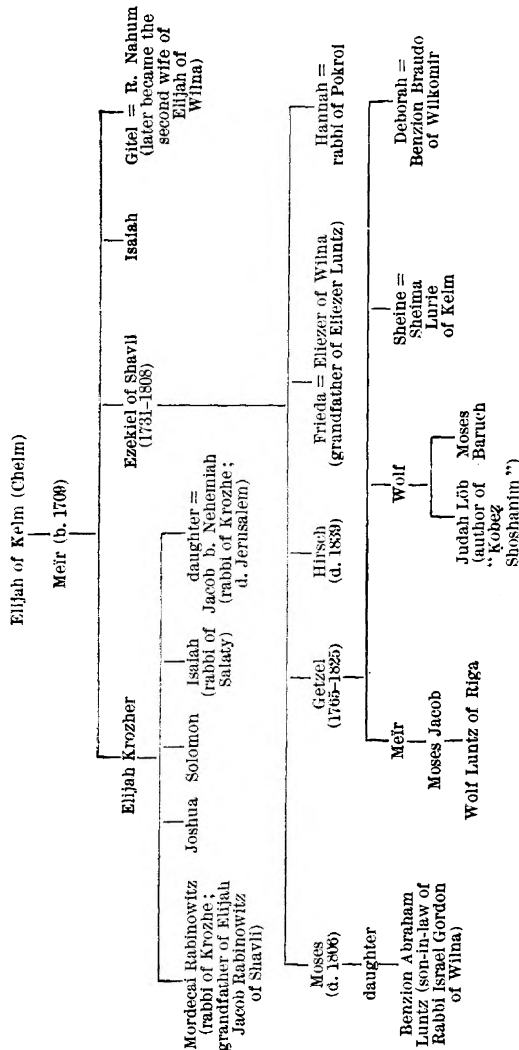 Elijah of Kelm (Chelm)
Meïr (b. 1709)
Elijah Krozher
Ezekiel of Shavli
(1731–1808)
Isaiah
Gitel = R. Nahum
(later became the
second wife of
Elijah of
Wilna)
Mordecai Rabinowitz
(rabbi of Krozhe;
grandfather of Elijah
Jacob Rabinowitz
of Shavli)
Joshua
Solomon
Isaiah
(rabbi of
Salaty)
daughter =
Jacob b. Nehemiah
(rabbi of Krozhe;
d. Jerusalem)
Moses
(d. 1806)
Getzel
(1765–1825)
Hirsch
(d. 1839)
Frieda = Eliezer of Wilna
(grandfather of Eliezer Luntz)
Hannah =
rabbi of Pokroi
daughter
Benzion Abraham
Luntz (son-in-law of
Rabbi Israel Gordon
of Wilna)
Meïr
Moses Jacob
Wolf Luntz of Riga
Wolf
Judah Löb
(author of
"Ḳobeẓ
Shoshanim")
Moses
Baruch
Sheine =
Sheima
Lurie
of Kelm
Deborah =
Benzion Braudo
of Wilkomir